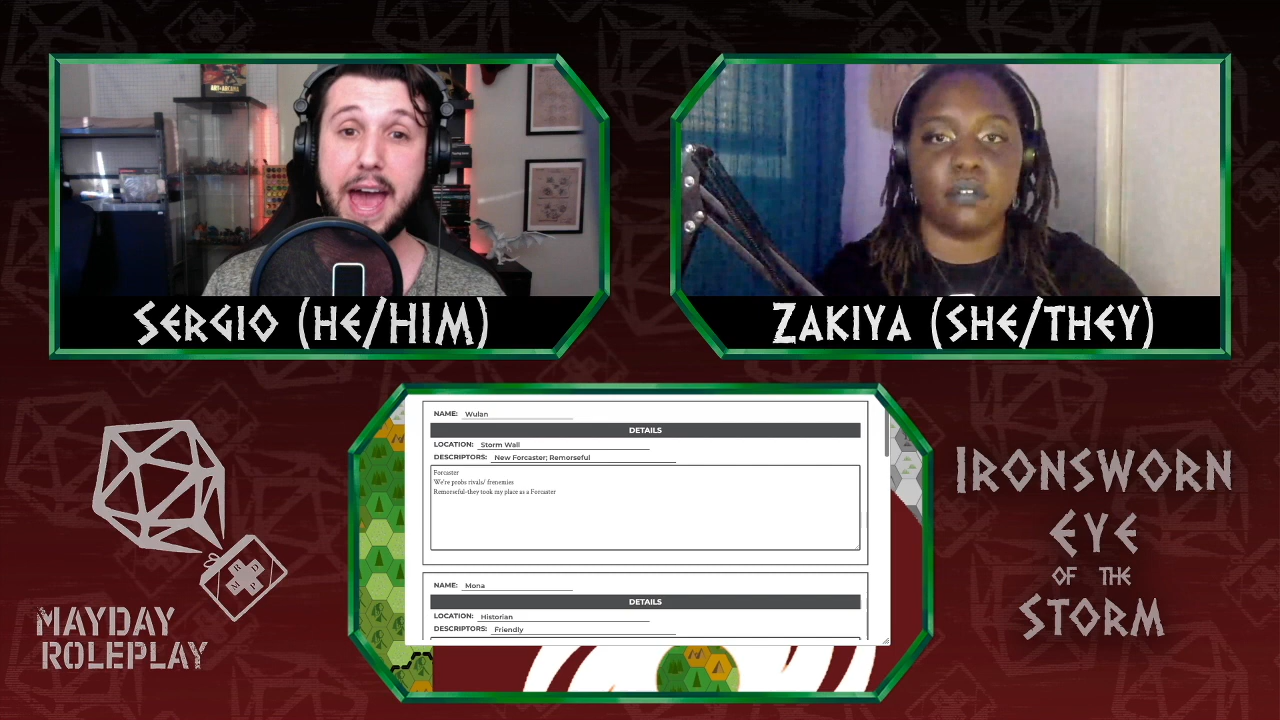 ART & ARCANA
SERGIO (HE/HIM)
ZAKIYA (SHE/THEY)
NAME: Wulan
DETAILS
LOCATION: Storm Wall
DESCRIPTORS: New Forcaster; Remorseful
Forcaster
We're probs rivals/ frenemies
Remorseful-they took my place as a Forcaster
NAME: Mona
DETAILS
LOCATION: Historian
DESCRIPTORS: Friendly
MAYDAY
ROLEPLAY
M R D P
IRONSWORN
EYE
OF THE
STORM